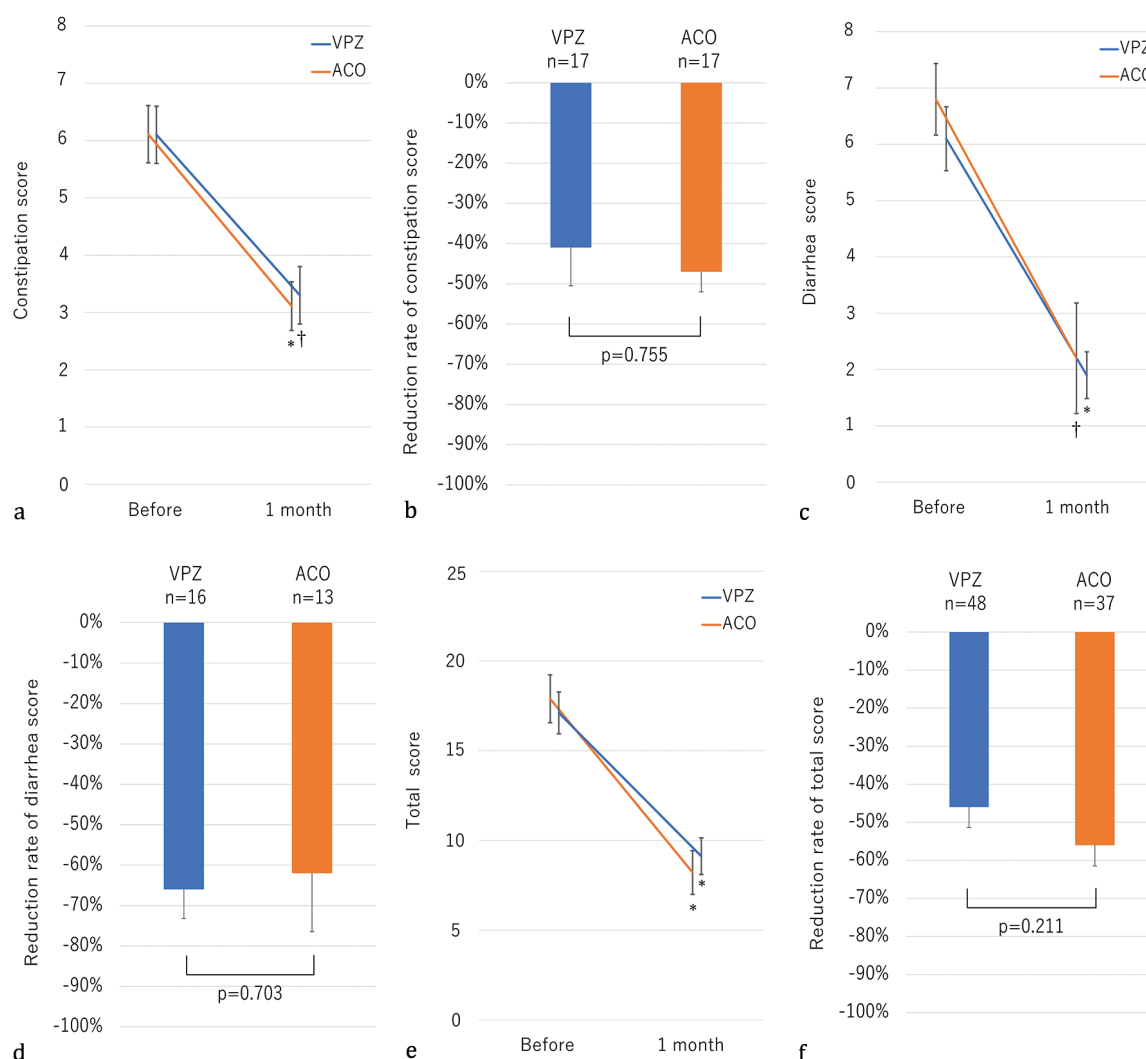 8
7
6
5
4
3
2
1
0
Constipation score
VPZ
ACO
* †
Before 1 month
a
VPZ ACO
n=17 n=17
0%
-10%
-20%
-30%
-40%
-50%
-60%
-70%
-80%
-90%
-100%
Reduction rate of constipation score
p=0.755
b
8
7
6
5
4
3
2
1
0
Diarrhea score
VPZ
ACO
*
†
Before 1 month
c
VPZ ACO
n=16 n=13
0%
-10%
-20%
-30%
-40%
-50%
-60%
-70%
-80%
-90%
-100%
Reduction rate of diarrhea score
p=0.703
d
25
20
15
10
5
0
Total score
VPZ
ACO
*
*
Before 1 month
e
VPZ ACO
n=48 n=37
0%
-10%
-20%
-30%
-40%
-50%
-60%
-70%
-80%
-90%
-100%
Reduction rate of total score
p=0.211
f